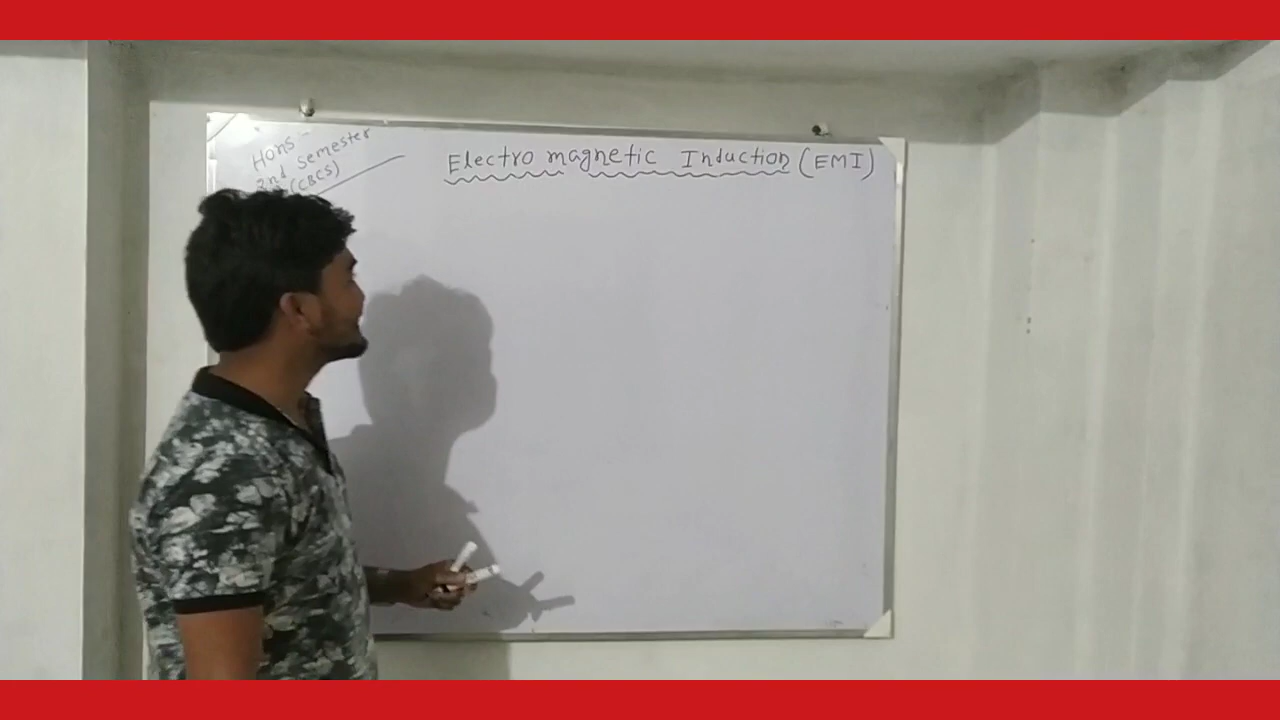 Hons -
2nd Semester
(CBCS)
Electro magnetic Induction (EMI)